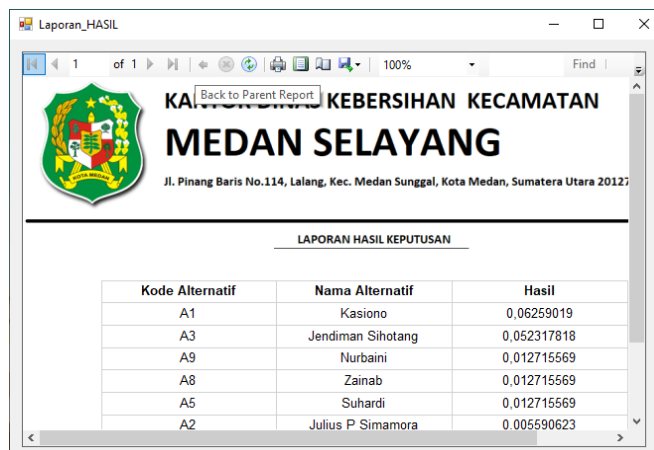 Laporan_HASIL
1 of 1 100% Find
Back to Parent Report
KEBERSIHAN KECAMATAN
MEDAN SELAYANG
Jl. Pinang Baris No.114, Lalang, Kec. Medan Sunggal, Kota Medan, Sumatera Utara 20127
KOTA MEDAN
LAPORAN HASIL KEPUTUSAN
Kode Alternatif Nama Alternatif Hasil
A1 Kasiono 0,06259019
A3 Jendiman Sihotang 0,052317818
A9 Nurbaini 0,012715569
A8 Zainab 0,012715569
A5 Suhardi 0,012715569
A2 Julius P Simamora 0,005590623